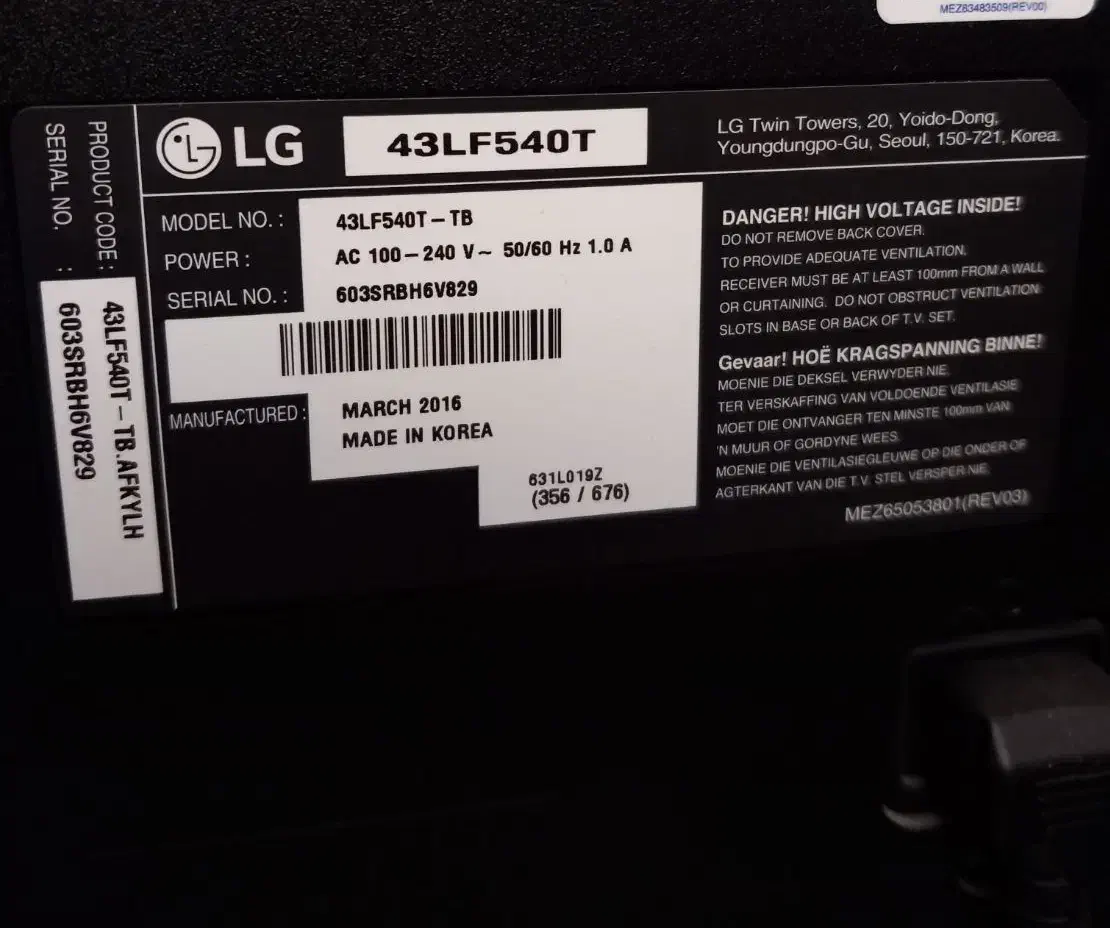 MEZ63483509(REV00)
LG
43LF540T
LG Twin Towers, 20, Yoido-Dong,
Youngdungpo-Gu, Seoul, 150-721, Korea.
PRODUCT CODE :
SERIAL NO. :
43LF540T-TB.AFKYLH
603SRBH6V829
MODEL NO. : 43LF540T-TB
POWER : AC 100-240 V~ 50/60 Hz 1.0 A
SERIAL NO. : 603SRBH6V829
MANUFACTURED : MARCH 2016
MADE IN KOREA
631L019Z
(356 / 676)
DANGER! HIGH VOLTAGE INSIDE!
DO NOT REMOVE BACK COVER.
TO PROVIDE ADEQUATE VENTILATION,
RECEIVER MUST BE AT LEAST 100mm FROM A WALL
OR CURTAINING. DO NOT OBSTRUCT VENTILATION
SLOTS IN BASE OR BACK OF T.V. SET.
Gevaar! HOË KRAGSPANNING BINNE!
MOENIE DIE DEKSEL VERWYDER NIE.
TER VERSKAFFING VAN VOLDOENDE VENTILASIE
MOET DIE ONTVANGER TEN MINSTE 100mm VAN
'N MUUR OF GORDYNE WEES.
MOENIE DIE VENTILASIEGLEUWE OP DIE ONDER OF
AGTERKANT VAN DIE T.V. STEL VERSPER NIE.
MEZ65053801(REV03)